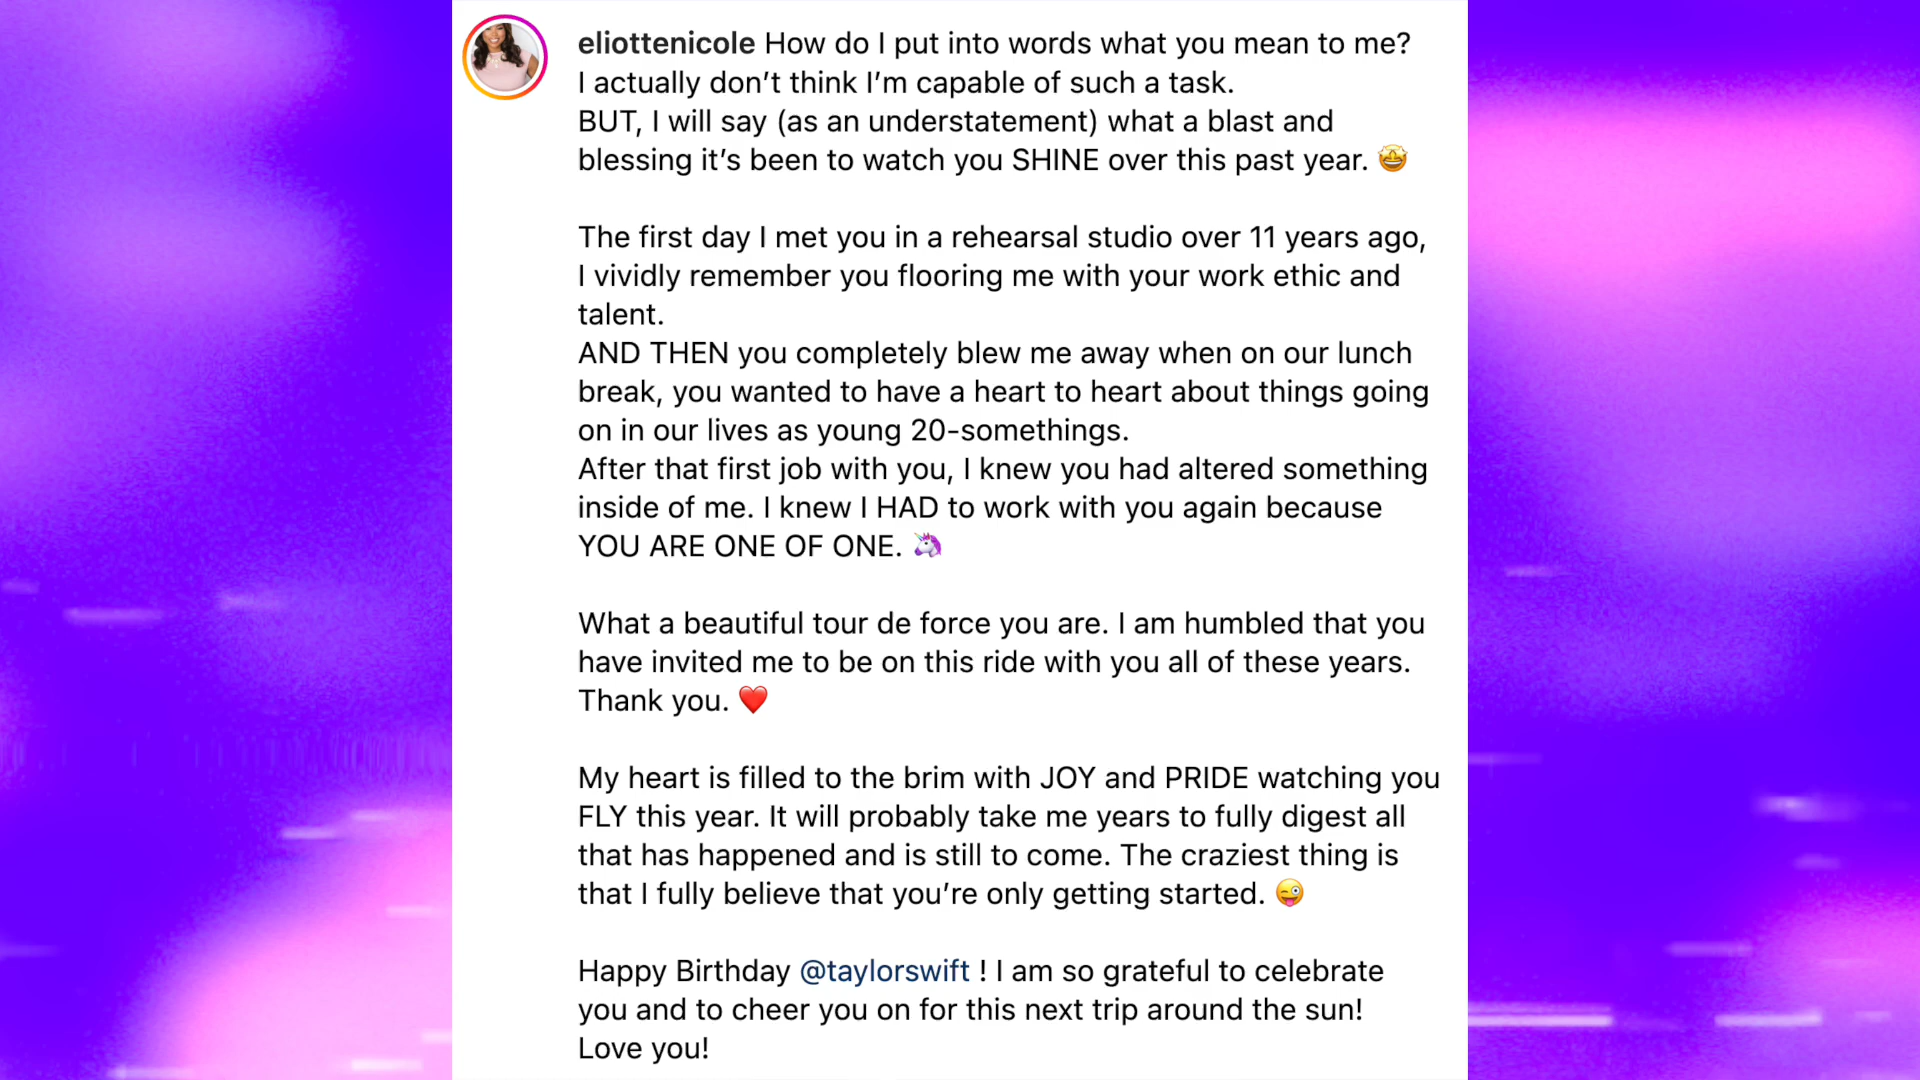 eliottenicole How do I put into words what you mean to me?
I actually don’t think I’m capable of such a task.
BUT, I will say (as an understatement) what a blast and
blessing it’s been to watch you SHINE over this past year. 🤩
The first day I met you in a rehearsal studio over 11 years ago,
I vividly remember you flooring me with your work ethic and
talent.
AND THEN you completely blew me away when on our lunch
break, you wanted to have a heart to heart about things going
on in our lives as young 20-somethings.
After that first job with you, I knew you had altered something
inside of me. I knew I HAD to work with you again because
YOU ARE ONE OF ONE. 🦄
What a beautiful tour de force you are. I am humbled that you
have invited me to be on this ride with you all of these years.
Thank you. ❤️
My heart is filled to the brim with JOY and PRIDE watching you
FLY this year. It will probably take me years to fully digest all
that has happened and is still to come. The craziest thing is
that I fully believe that you’re only getting started. 😜
Happy Birthday @taylorswift ! I am so grateful to celebrate
you and to cheer you on for this next trip around the sun!
Love you!